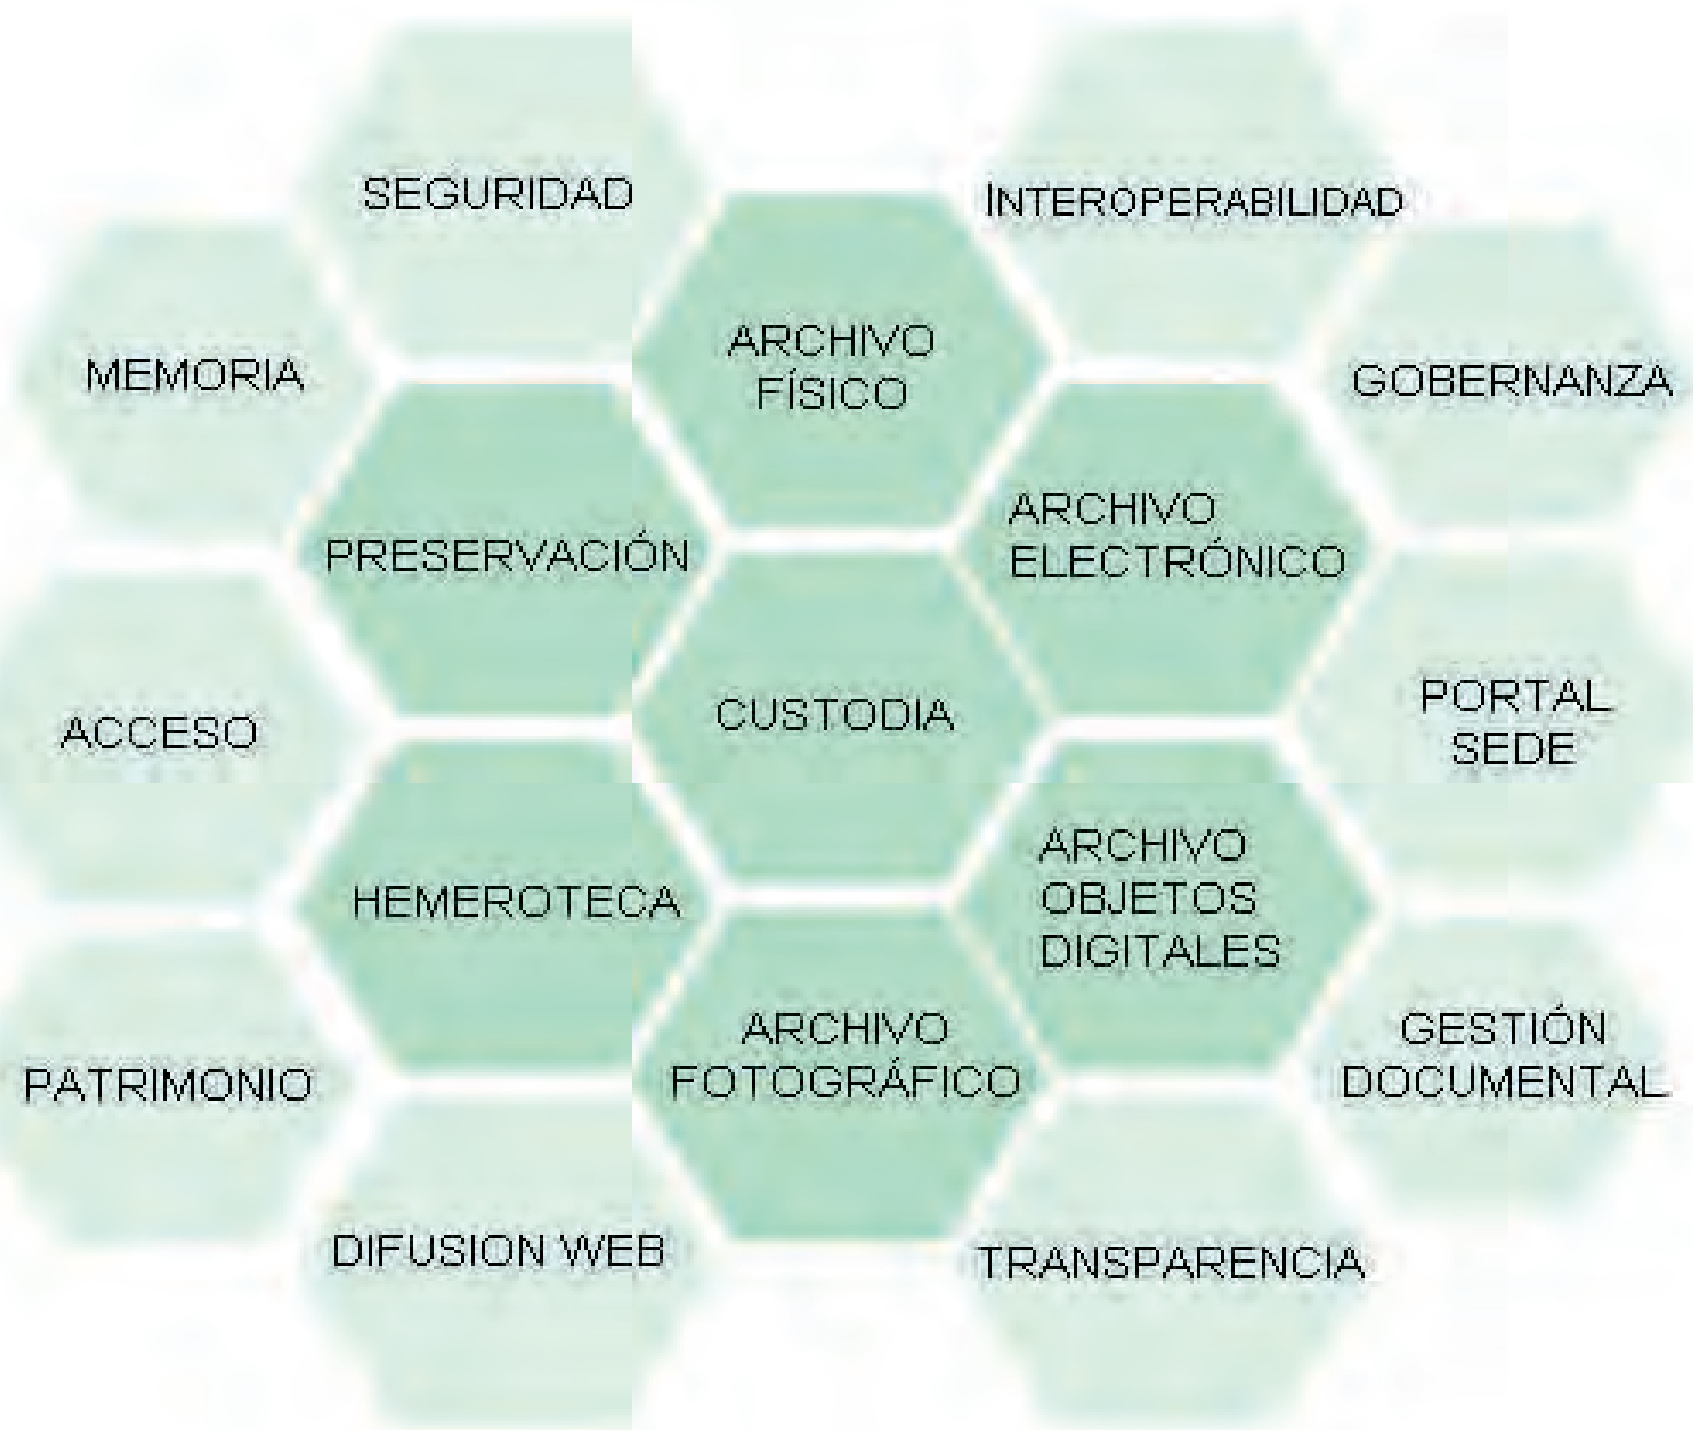 SEGURIDAD
INTEROPERABILIDAD
MEMORIA
ARCHIVO
FÍSICO
GOBERNANZA
PRESERVACIÓN
ARCHIVO
ELECTRÓNICO
ACCESO
CUSTODIA
PORTAL
SEDE
HEMEROTECA
ARCHIVO
OBJETOS
DIGITALES
PATRIMONIO
ARCHIVO
FOTOGRÁFICO
GESTIÓN
DOCUMENTAL
DIFUSION WEB
TRANSPARENCIA